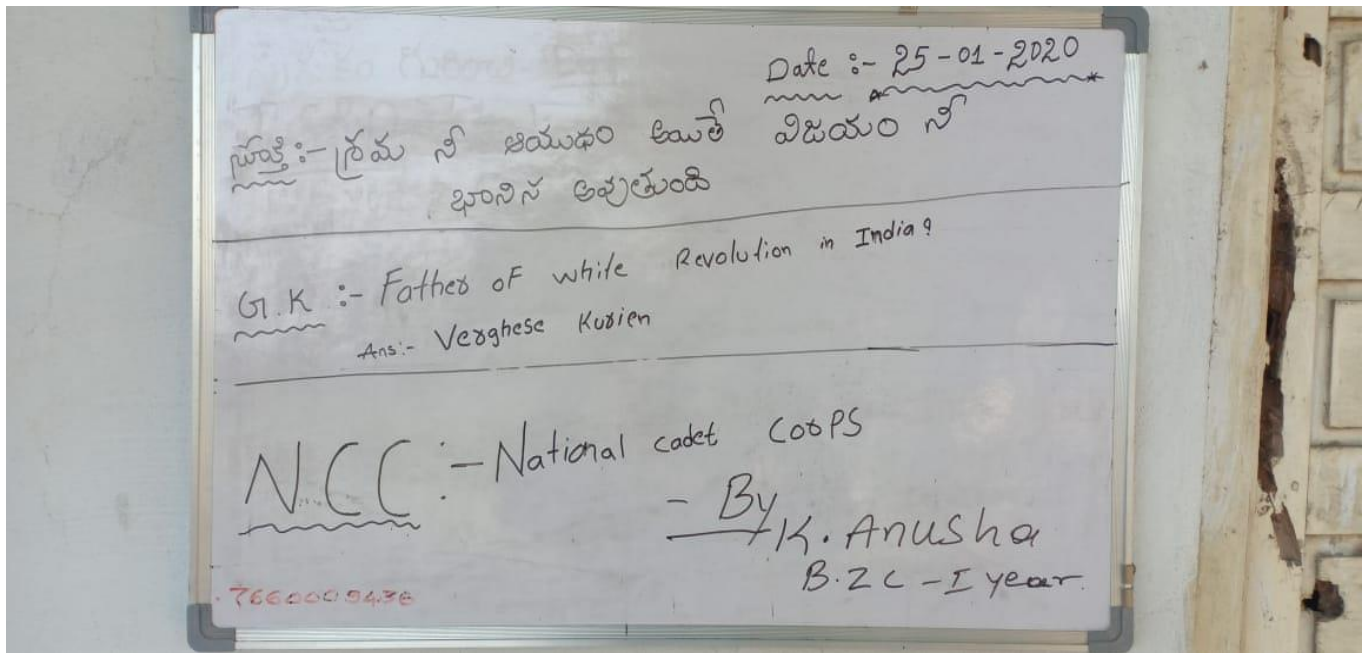 Date :- 25-01-2020
సూక్తి :- శ్రమ నీ ఆయుధం అయితే విజయం నీ
బానిస అవుతుంది
G.K :- Father of white Revolution in India?
Ans:- Verghese Kurien
N.C.C :- National cadet CorPS
- By
K. Anusha
B.Z C - I year.